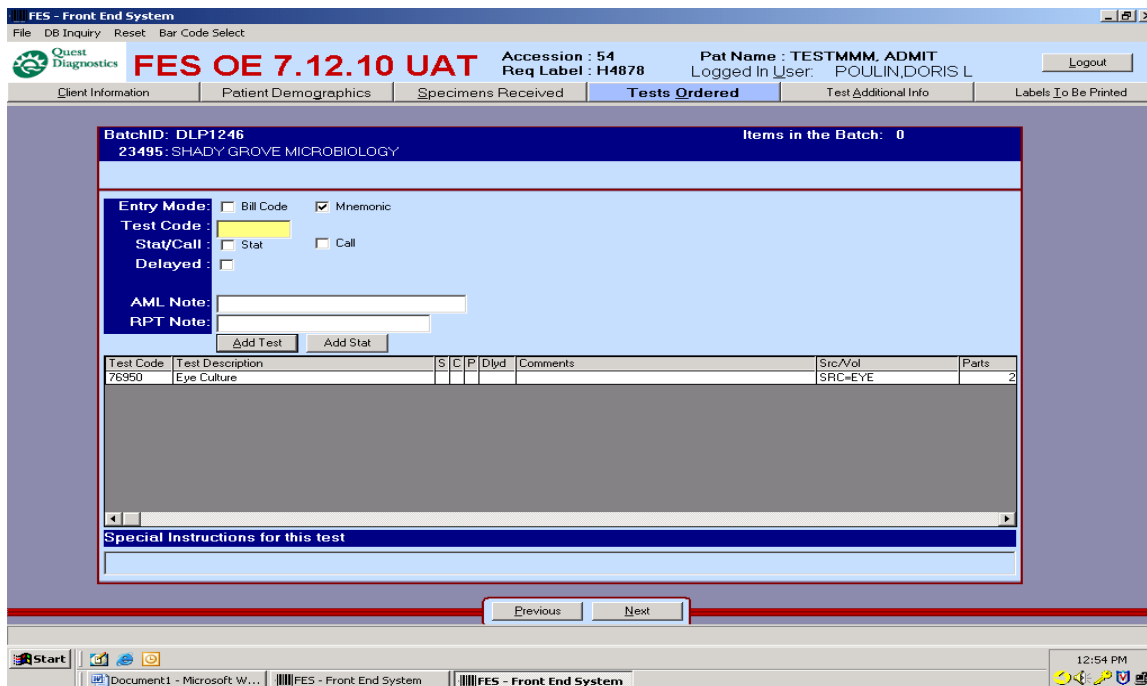 FES - Front End System
File DB Inquiry Reset Bar Code Select
Quest Diagnostics
FES OE 7.12.10 UAT
Accession : 54 Pat Name : TESTMMM, ADMIT
Req Label : H4878 Logged In User: POULIN,DORIS L
Logout
Client Information Patient Demographics Specimens Received Tests Ordered Test Additional Info Labels To Be Printed
BatchID: DLP1246 Items in the Batch: 0
23495: SHADY GROVE MICROBIOLOGY
Entry Mode: Bill Code Mnemonic
Test Code :
Stat/Call : Stat Call
Delayed :
AML Note:
RPT Note:
Add Test Add Stat
Test Code Test Description S C P Dlyd Comments Src/Vol Parts
76950 Eye Culture SRC=EYE 2
Special Instructions for this test
Previous Next
Start 12:54 PM
Document1 - Microsoft W... FES - Front End System FES - Front End System